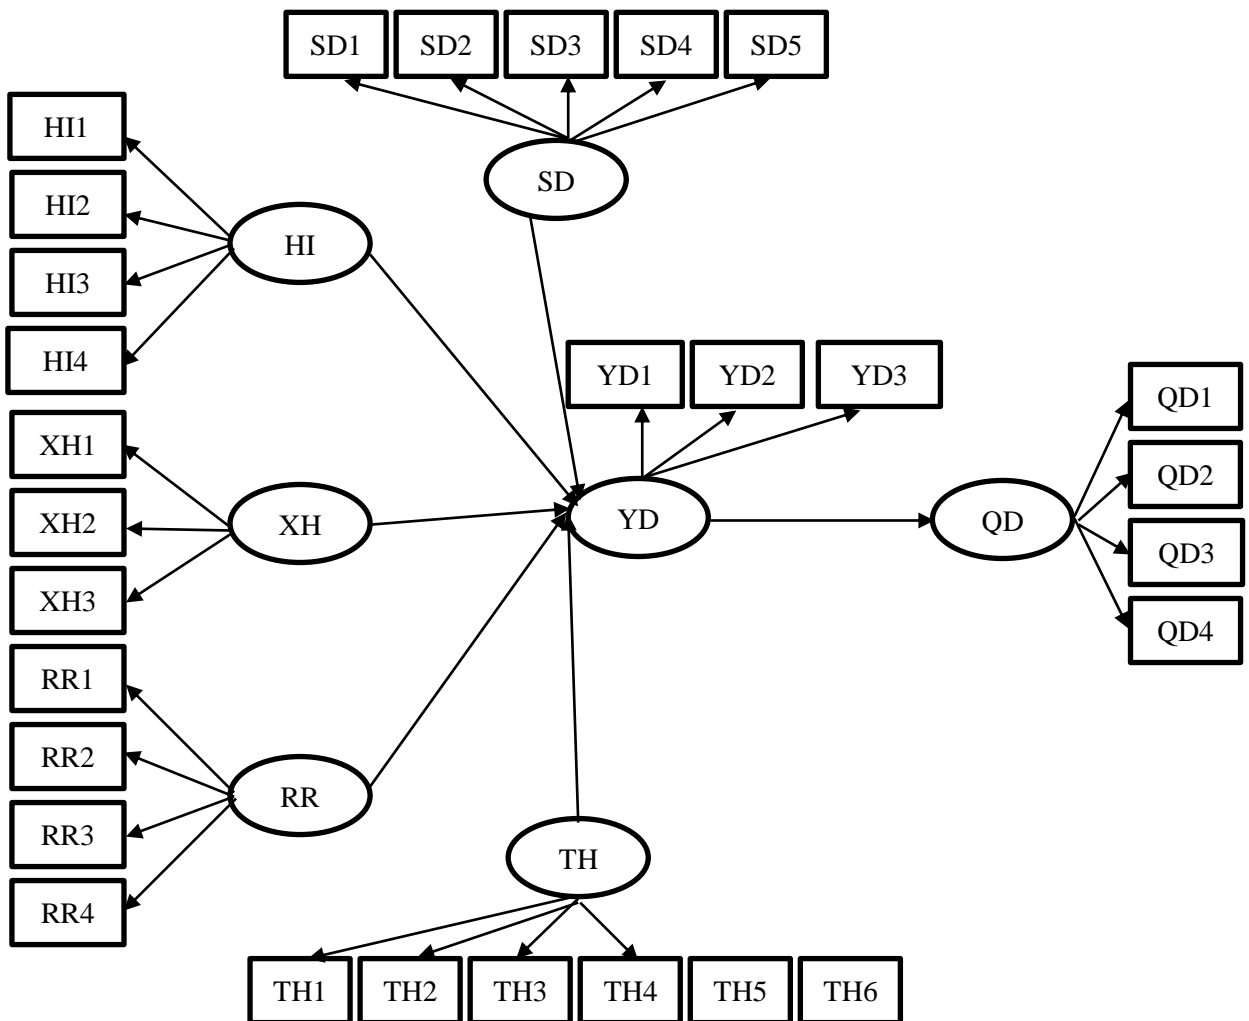 SD1 SD2 SD3 SD4 SD5
HI1
SD
HI2
HI
HI3
HI4
YD1 YD2 YD3
QD1
XH1
QD2
XH2
XH
YD
QD
QD3
XH3
QD4
RR1
RR2
RR
RR3
TH
RR4
TH1 TH2 TH3 TH4 TH5 TH6